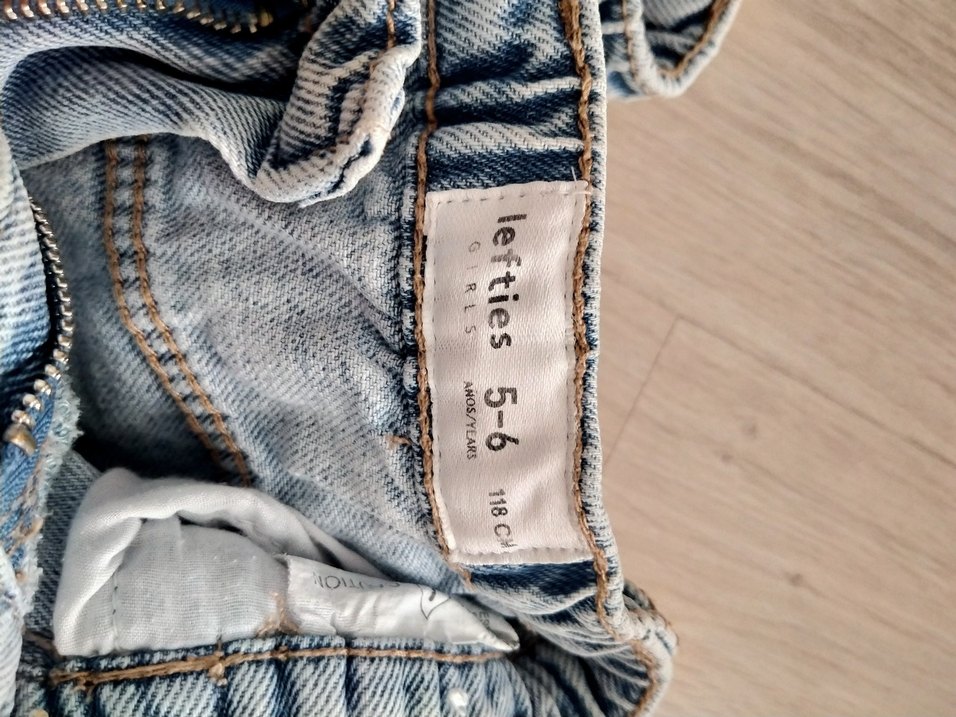 lefties
GIRLS
5-6
AÑOS/YEARS
118 CM